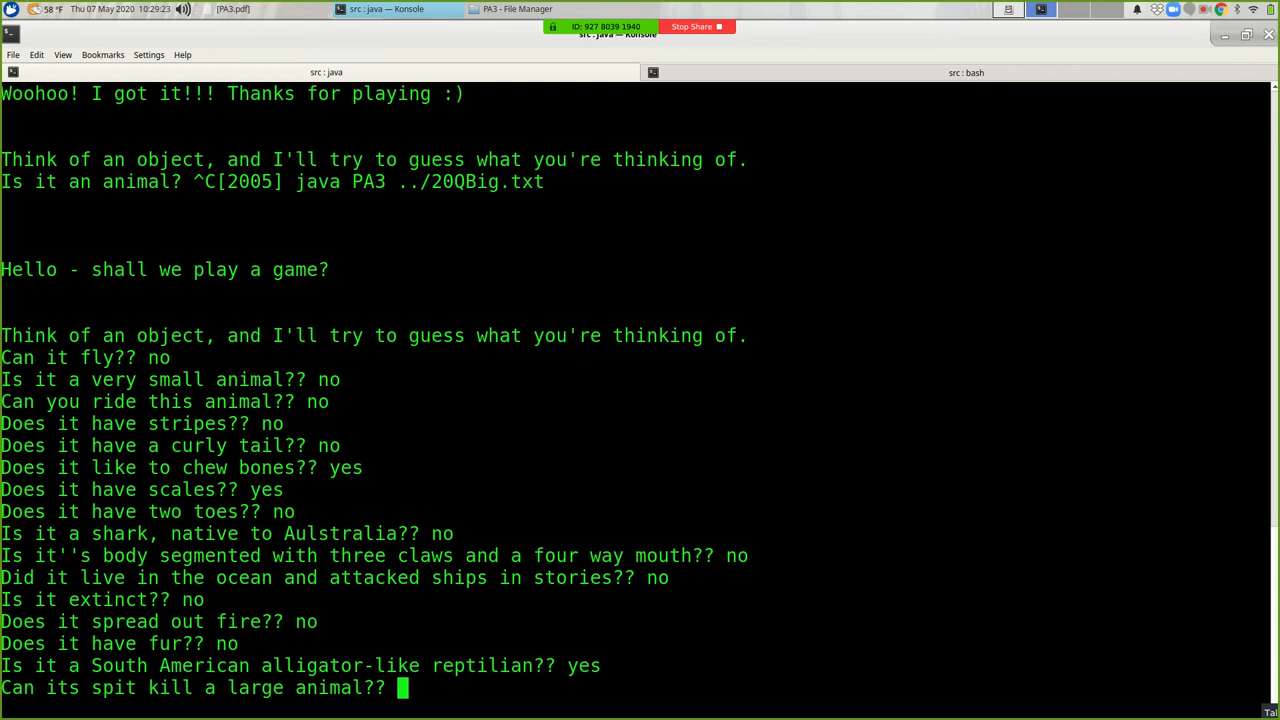 58 °F Thu 07 May 2020 10:29:23 [PA3.pdf] src : java — Konsole PA3 - File Manager
ID: 927 8039 1940 Stop Share
src : java — Konsole
File Edit View Bookmarks Settings Help
src : java src : bash
Woohoo! I got it!!! Thanks for playing :)
Think of an object, and I'll try to guess what you're thinking of.
Is it an animal? ^C[2005] java PA3 ../20QBig.txt
Hello - shall we play a game?
Think of an object, and I'll try to guess what you're thinking of.
Can it fly?? no
Is it a very small animal?? no
Can you ride this animal?? no
Does it have stripes?? no
Does it have a curly tail?? no
Does it like to chew bones?? yes
Does it have scales?? yes
Does it have two toes?? no
Is it a shark, native to Aulstralia?? no
Is it''s body segmented with three claws and a four way mouth?? no
Did it live in the ocean and attacked ships in stories?? no
Is it extinct?? no
Does it spread out fire?? no
Does it have fur?? no
Is it a South American alligator-like reptilian?? yes
Can its spit kill a large animal??
Tal